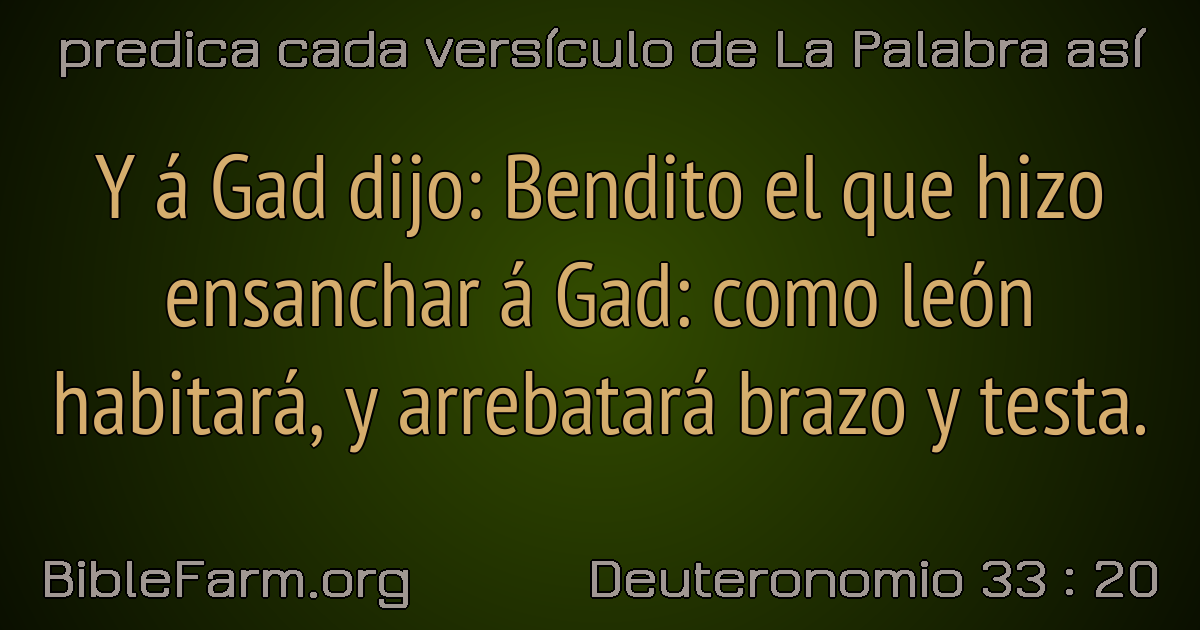 predica cada versículo de La Palabra así
Y á Gad dijo: Bendito el que hizo
ensanchar á Gad: como león
habitará, y arrebatará brazo y testa.
BibleFarm.org
Deuteronomio 33 : 20